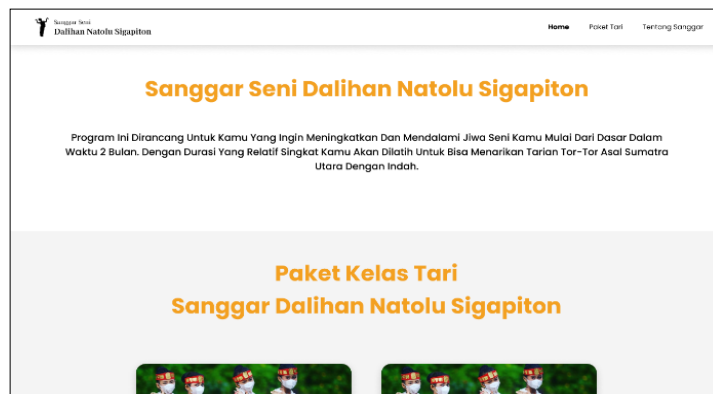 Sanggar Seni
Dalihan Natolu Sigapiton
Home
Paket Tari
Tentang Sanggar
Sanggar Seni Dalihan Natolu Sigapiton
Program Ini Dirancang Untuk Kamu Yang Ingin Meningkatkan Dan Mendalami Jiwa Seni Kamu Mulai Dari Dasar Dalam
Waktu 2 Bulan. Dengan Durasi Yang Relatif Singkat Kamu Akan Dilatih Untuk Bisa Menarikan Tarian Tor-Tor Asal Sumatra
Utara Dengan Indah.
Paket Kelas Tari
Sanggar Dalihan Natolu Sigapiton